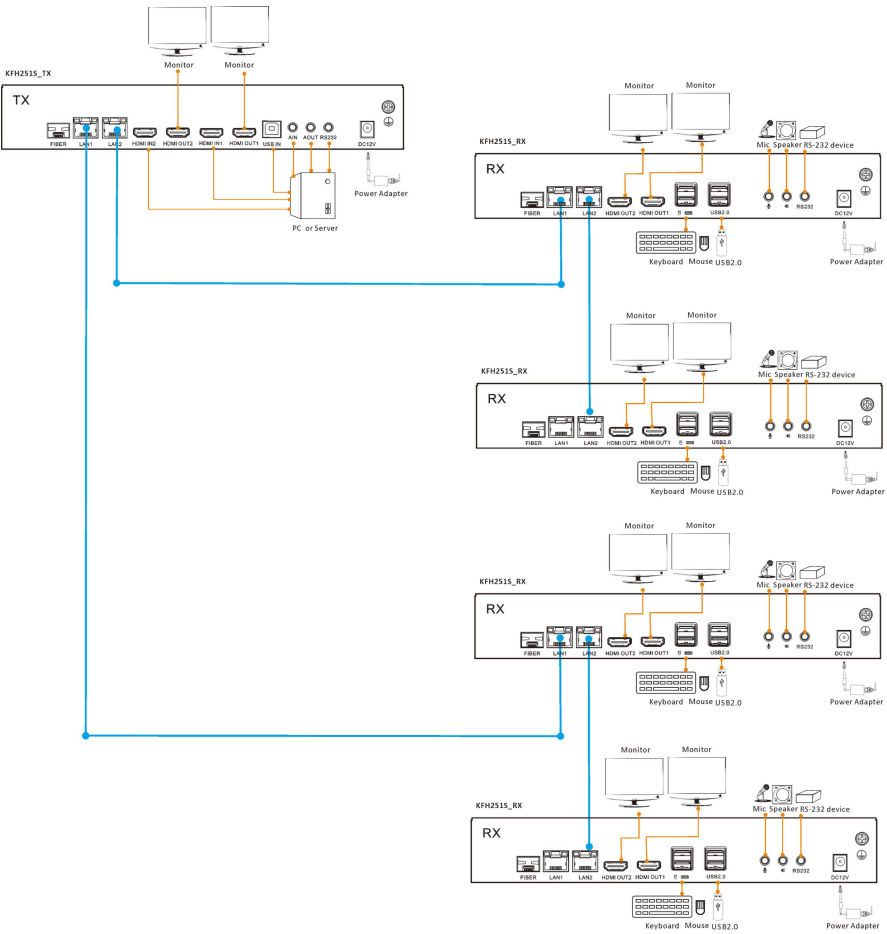 Monitor Monitor
KFH251S_TX
TX
FIBER LAN1 LAN2 HDMI IN2 HDMI OUT2 HDMI IN1 HDMI OUT1 USB IN AIN AOUT RS232 DC12V
Power Adapter
PC or Server
Monitor Monitor
KFH251S_RX
Mic Speaker RS-232 device
RX
FIBER LAN1 LAN2 HDMI OUT2 HDMI OUT1 USB2.0 RS232 DC12V
Keyboard Mouse USB2.0
Power Adapter
Monitor Monitor
KFH251S_RX
Mic Speaker RS-232 device
RX
FIBER LAN1 LAN2 HDMI OUT2 HDMI OUT1 USB2.0 RS232 DC12V
Keyboard Mouse USB2.0
Power Adapter
Monitor Monitor
KFH251S_RX
Mic Speaker RS-232 device
RX
FIBER LAN1 LAN2 HDMI OUT2 HDMI OUT1 USB2.0 RS232 DC12V
Keyboard Mouse USB2.0
Power Adapter
Monitor Monitor
KFH251S_RX
Mic Speaker RS-232 device
RX
FIBER LAN1 LAN2 HDMI OUT2 HDMI OUT1 USB2.0 RS232 DC12V
Keyboard Mouse USB2.0
Power Adapter